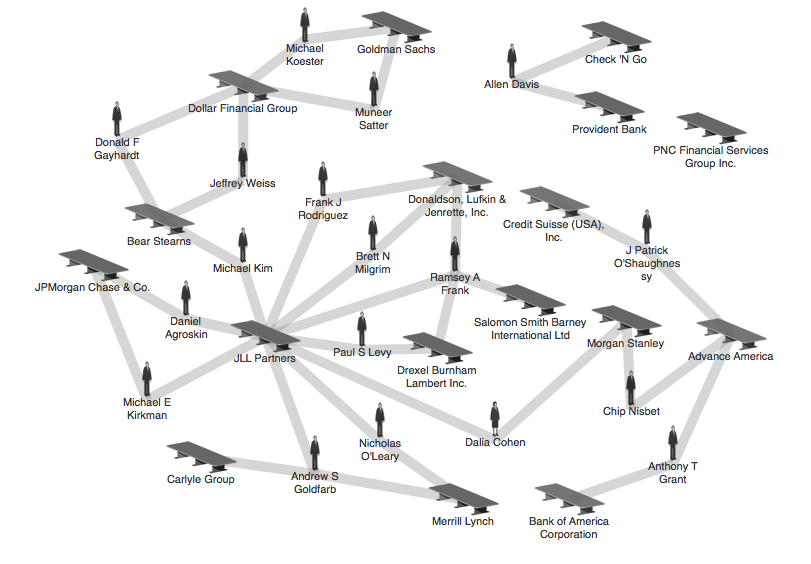 Michael
Koester
Goldman Sachs
Check 'N Go
Allen Davis
Dollar Financial Group
Muneer
Satter
Provident Bank
PNC Financial Services
Group Inc.
Donald F
Gayhardt
Jeffrey Weiss
Frank J
Rodriguez
Donaldson, Lufkin &
Jenrette, Inc.
Credit Suisse (USA),
Inc.
Bear Stearns
Michael Kim
Brett N
Milgrim
Ramsey A
Frank
J Patrick
O'Shaughnes
sy
JPMorgan Chase & Co.
Daniel
Agroskin
JLL Partners
Paul S Levy
Salomon Smith Barney
International Ltd
Morgan Stanley
Advance America
Drexel Burnham
Lambert Inc.
Michael E
Kirkman
Chip Nisbet
Nicholas
O'Leary
Dalia Cohen
Carlyle Group
Andrew S
Goldfarb
Anthony T
Grant
Merrill Lynch
Bank of America
Corporation